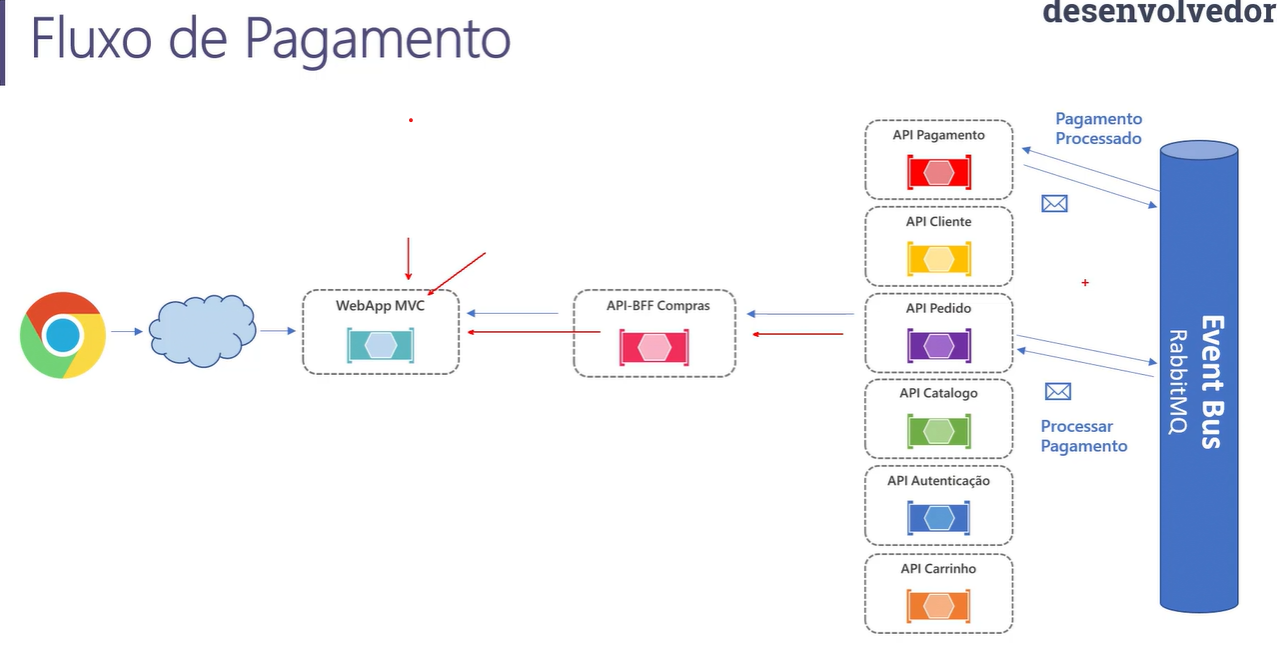 desenvolvedor
Fluxo de Pagamento
Pagamento
Processado
API Pagamento
API Cliente
WebApp MVC
API-BFF Compras
API Pedido
API Catalogo
Processar
Pagamento
API Autenticação
API Carrinho
Event Bus
RabbitMQ